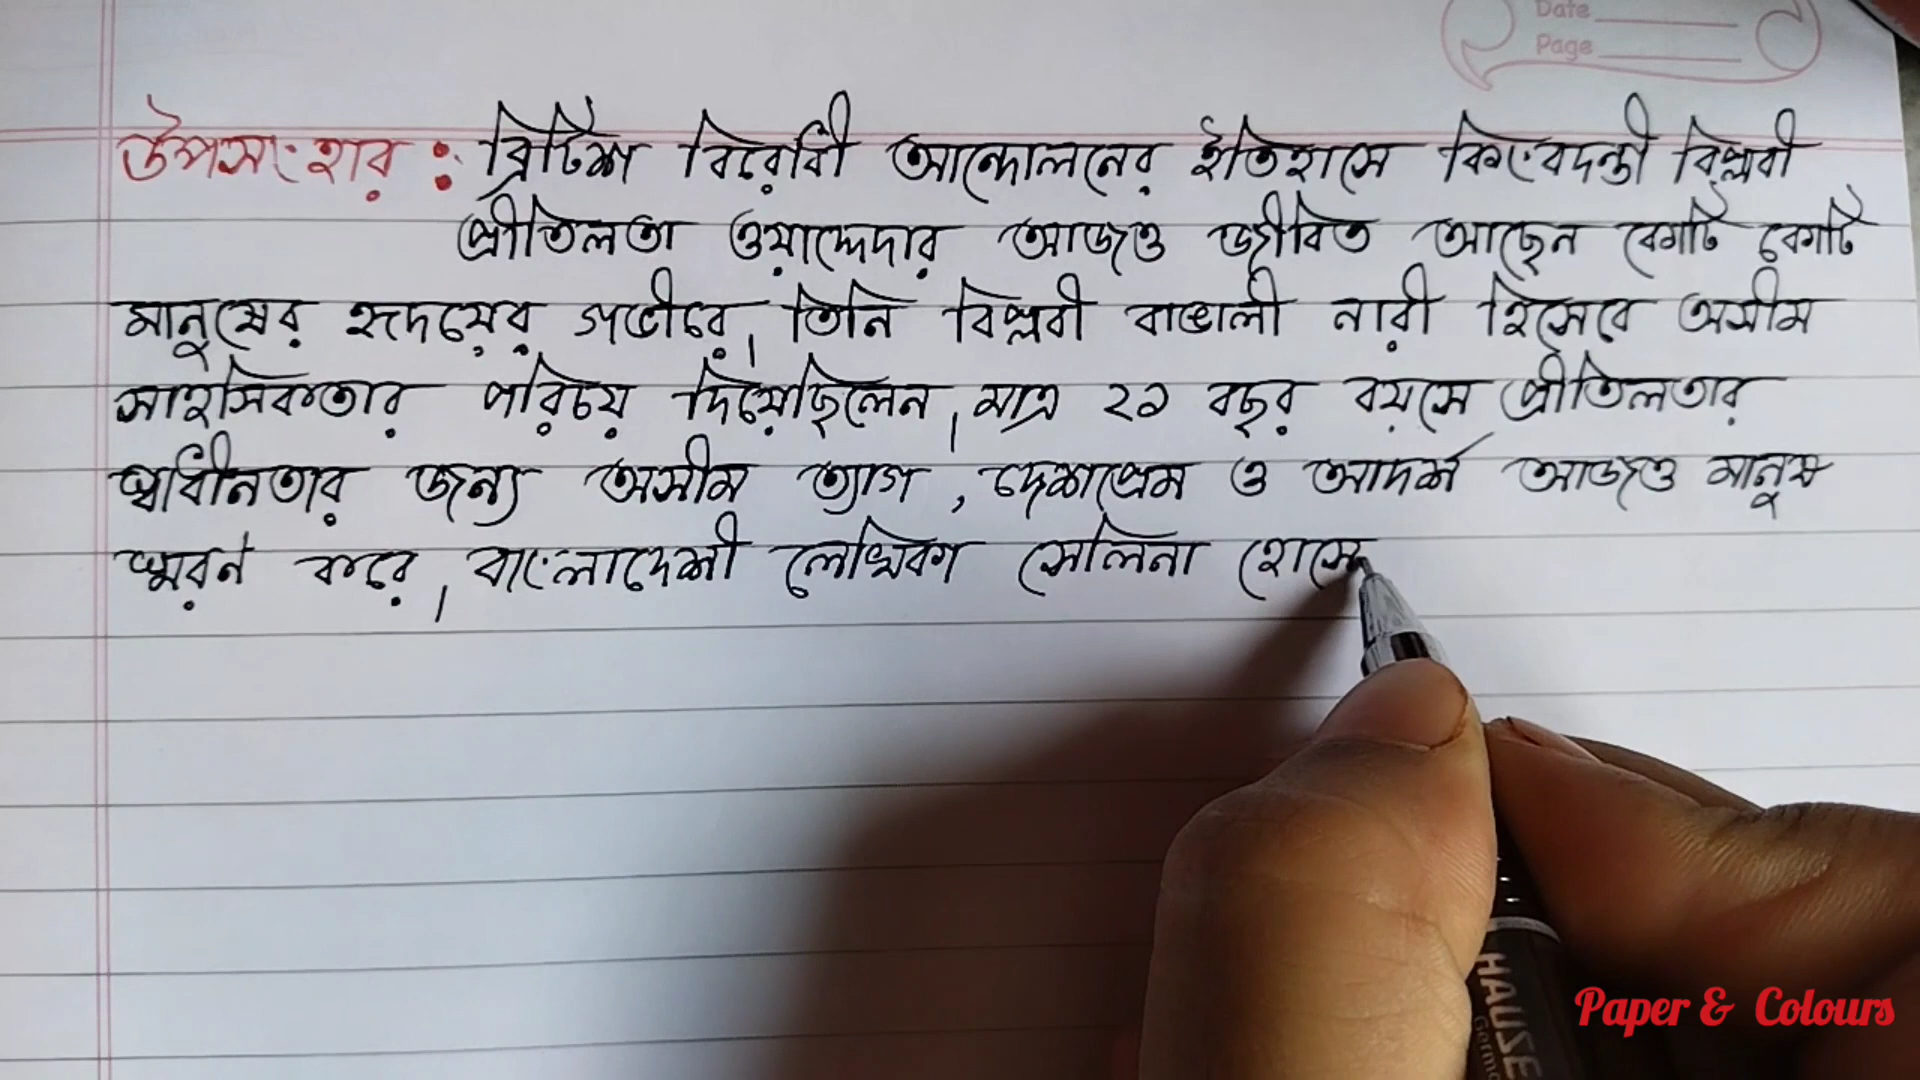 Date
Page
উপসংহার : ব্রিটিশ বিরোধী আন্দোলনের ইতিহাসে কিংবদন্তী বিপ্লবী
প্রীতিলতা ওয়াদ্দেদার আজও জীবিত আছেন কোটি কোটি
মানুষের হৃদয়ের গভীরে। তিনি বিপ্লবী বাঙালী নারী হিসেবে অসীম
সাহসিকতার পরিচয় দিয়েছিলেন। মাত্র ২১ বছর বয়সে প্রীতিলতার
স্বাধীনতার জন্য অসীম ত্যাগ, দেশপ্রেম ও আদর্শ আজও মানুষ
স্মরণ করে। বাংলাদেশী লেখিকা সেলিনা
HAUSER
Paper & Colours